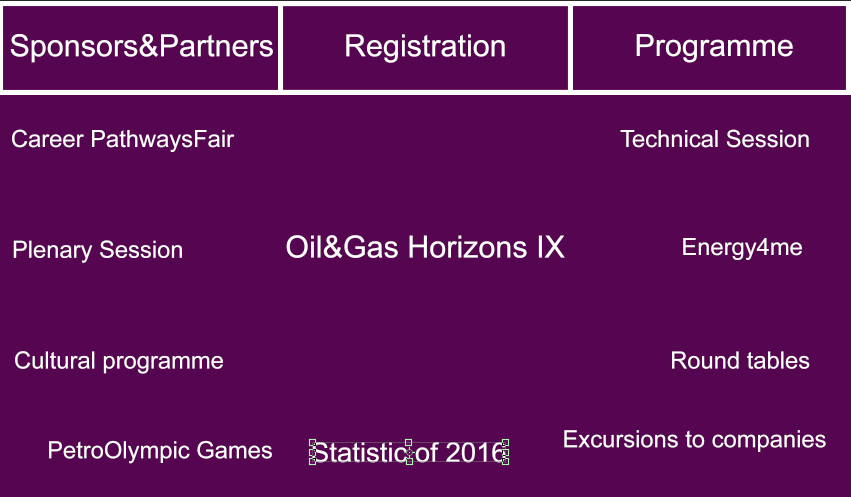 Sponsors&Partners
Registration
Programme
Career PathwaysFair
Technical Session
Plenary Session
Oil&Gas Horizons IX
Energy4me
Cultural programme
Round tables
PetroOlympic Games
Statistic of 2016
Excursions to companies